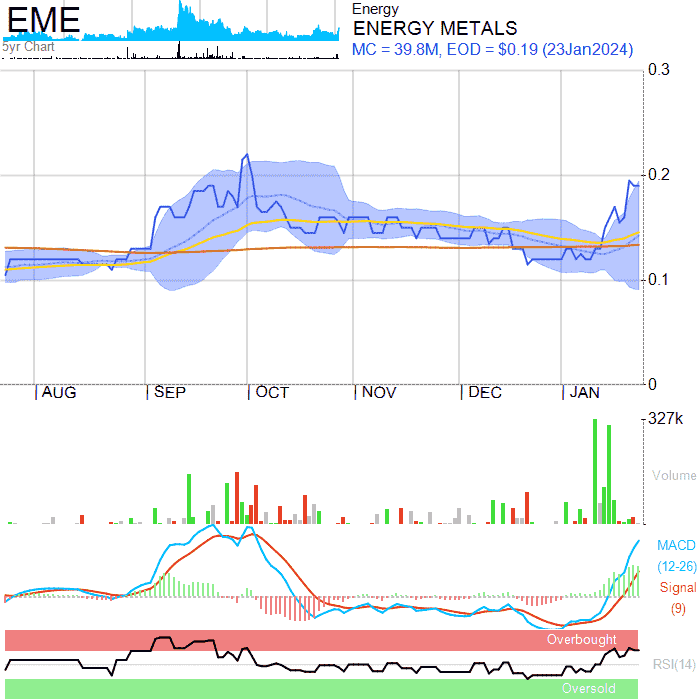 EME
5yr Chart
Energy
ENERGY METALS
MC = 39.8M, EOD = $0.19 (23Jan2024)
0.3
0.2
0.1
0
AUG SEP OCT NOV DEC JAN
327k
Volume
MACD
(12-26)
Signal
(9)
Overbought
RSI(14)
Oversold